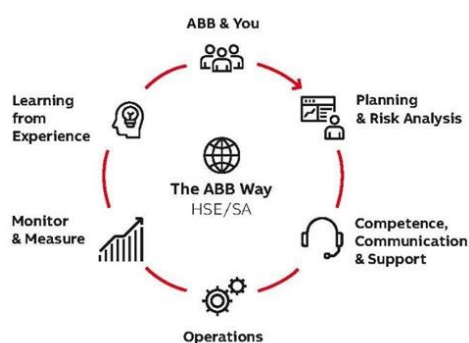 ABB & You
Planning
& Risk Analysis
Competence,
Communication
& Support
Operations
Monitor
& Measure
Learning
from
Experience
The ABB Way
HSE/SA